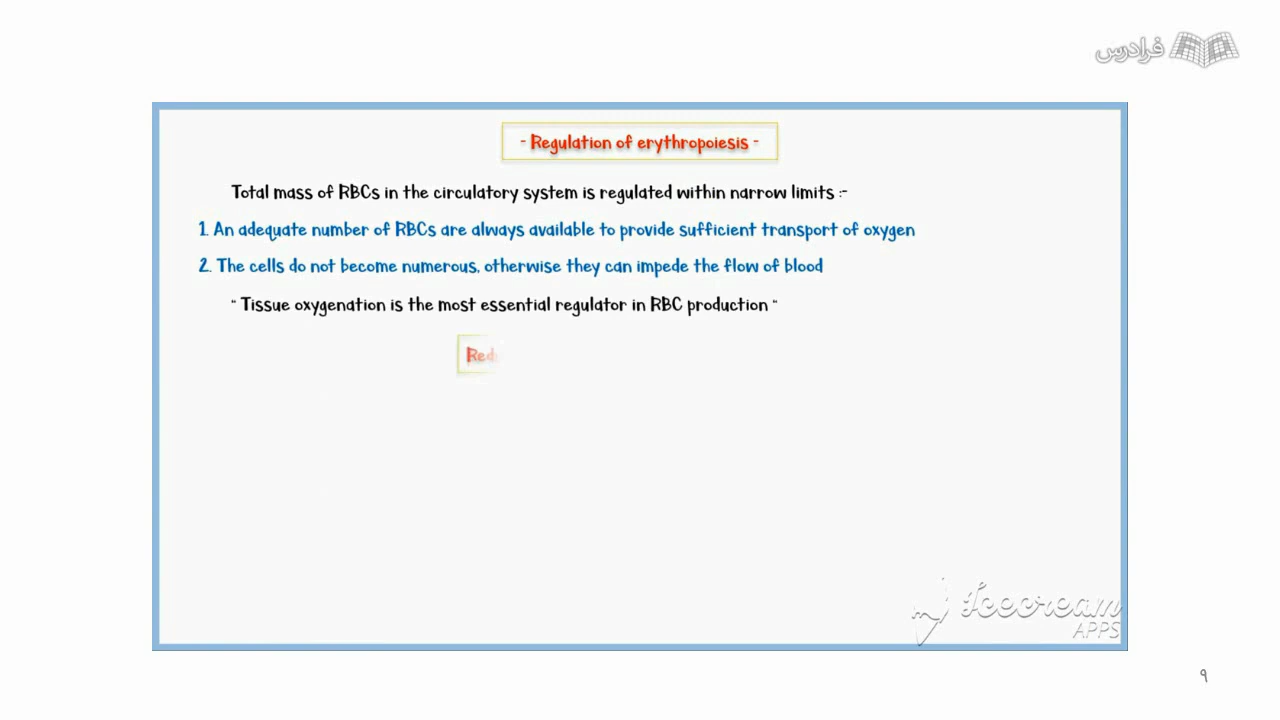 فرادرس
- Regulation of erythropoiesis -
Total mass of RBCs in the circulatory system is regulated within narrow limits :-
1. An adequate number of RBCs are always available to provide sufficient transport of oxygen
2. The cells do not become numerous, otherwise they can impede the flow of blood
" Tissue oxygenation is the most essential regulator in RBC production "
Red
Icecream
APPS
۹